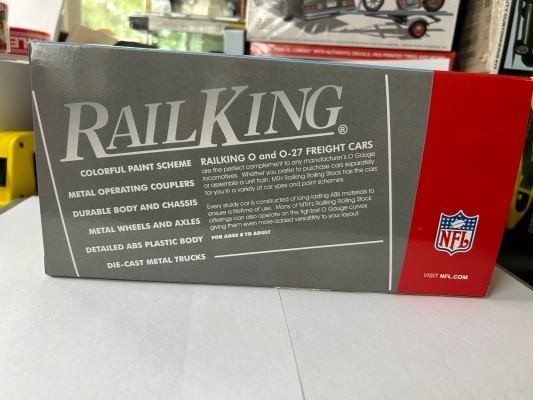 RAILKING®
COLORFUL PAINT SCHEME
METAL OPERATING COUPLERS
DURABLE BODY AND CHASSIS
METAL WHEELS AND AXLES
DETAILED ABS PLASTIC BODY
DIE-CAST METAL TRUCKS
RAILKING O and O-27 FREIGHT CARS
are the perfect complement to any manufacturer's O Gauge
locomotives. Whether you prefer to purchase cars separately
or assemble a unit train, MTH RailKing Rolling Stock has the cars
for you in a variety of car types and paint schemes.
Every sturdy car is constructed of long-lasting ABS materials to
ensure a lifetime of use. Many of MTH's RailKing Rolling Stock
offerings can also operate on the tightest O Gauge curves
giving them even more added versatility to your layout.
FOR AGES 8 TO ADULT
NFL
VISIT NFL.COM